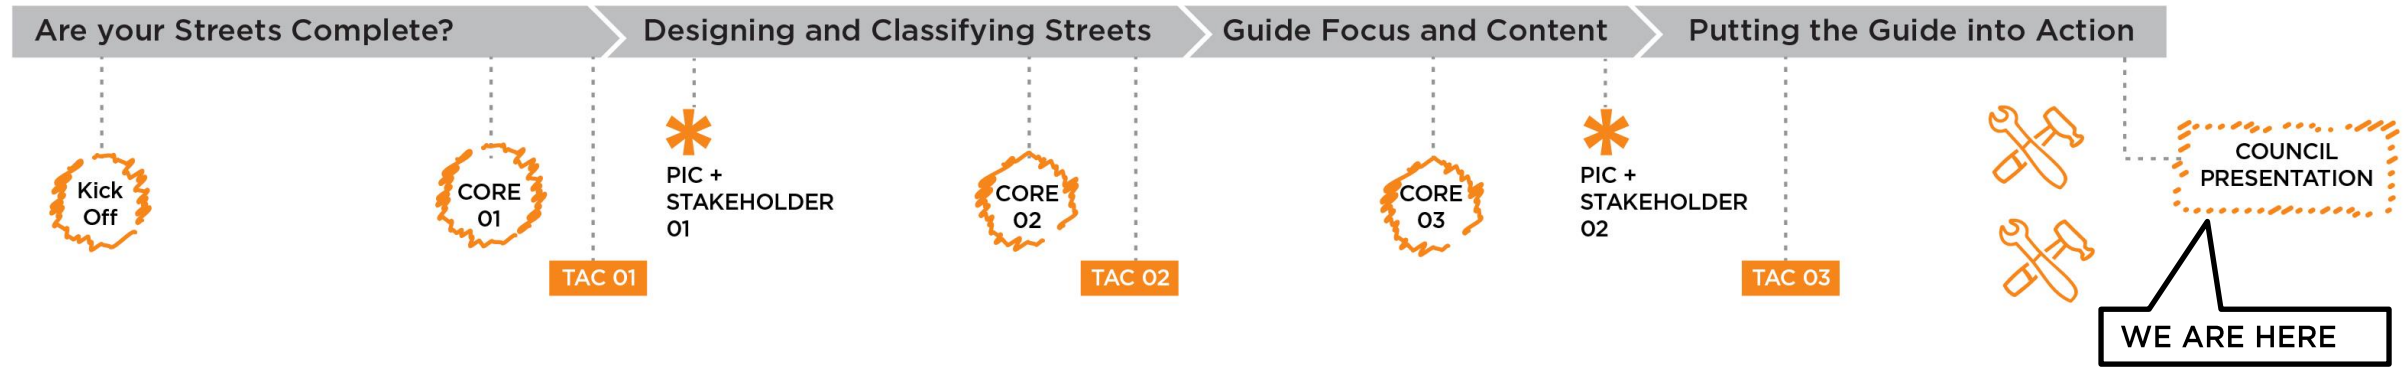 Are your Streets Complete?
Designing and Classifying Streets
Guide Focus and Content
Putting the Guide into Action
Kick
Off
CORE
01
TAC 01
PIC +
STAKEHOLDER
01
CORE
02
TAC 02
CORE
03
PIC +
STAKEHOLDER
02
TAC 03
COUNCIL
PRESENTATION
WE ARE HERE